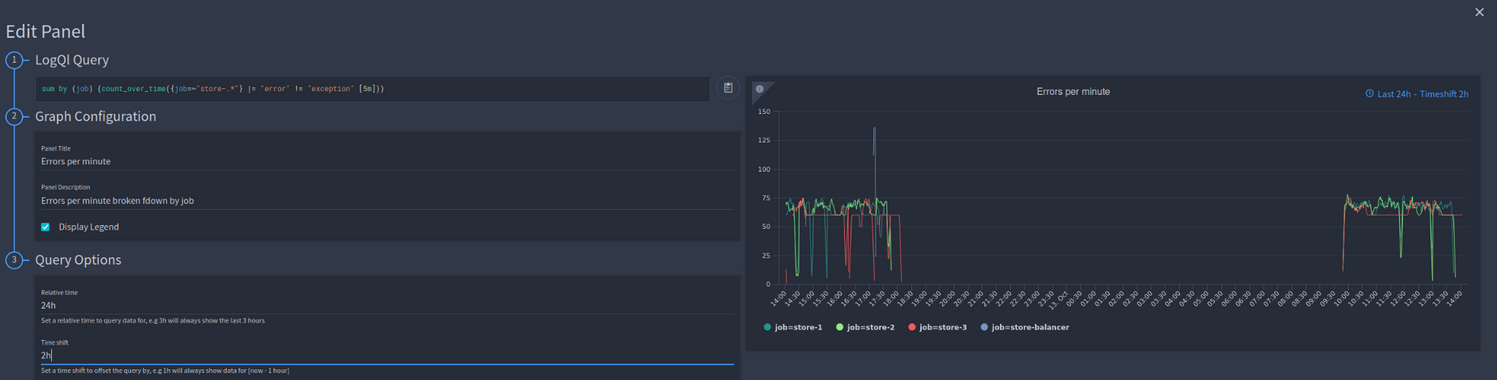 Edit Panel
1
LogQl Query
sum by (job) (count_over_time({job=~"store-.*"} |= "error" != "exception" [5m]))
2
Graph Configuration
Panel Title
Errors per minute
Panel Description
Errors per minute broken fdown by job
Display Legend
3
Query Options
Relative time
24h
Set a relative time to query data for, e.g 3h will always show the last 3 hours
Time shift
2h
Set a time shift to offset the query by, e.g 1h will always show data for [now - 1 hour]
Errors per minute
Last 24h - Timeshift 2h
150
125
100
75
50
25
0
14:00 14:30 15:00 15:30 16:00 16:30 17:00 17:30 18:00 18:30 19:00 19:30 20:00 20:30 21:00 21:30 22:00 22:30 23:00 23:30 13. Oct 00:30 01:00 01:30 02:00 02:30 03:00 03:30 04:00 04:30 05:00 05:30 06:00 06:30 07:00 07:30 08:00 08:30 09:00 09:30 10:00 10:30 11:00 11:30 12:00 12:30 13:00 13:30 14:00
job=store-1 job=store-2 job=store-3 job=store-balancer